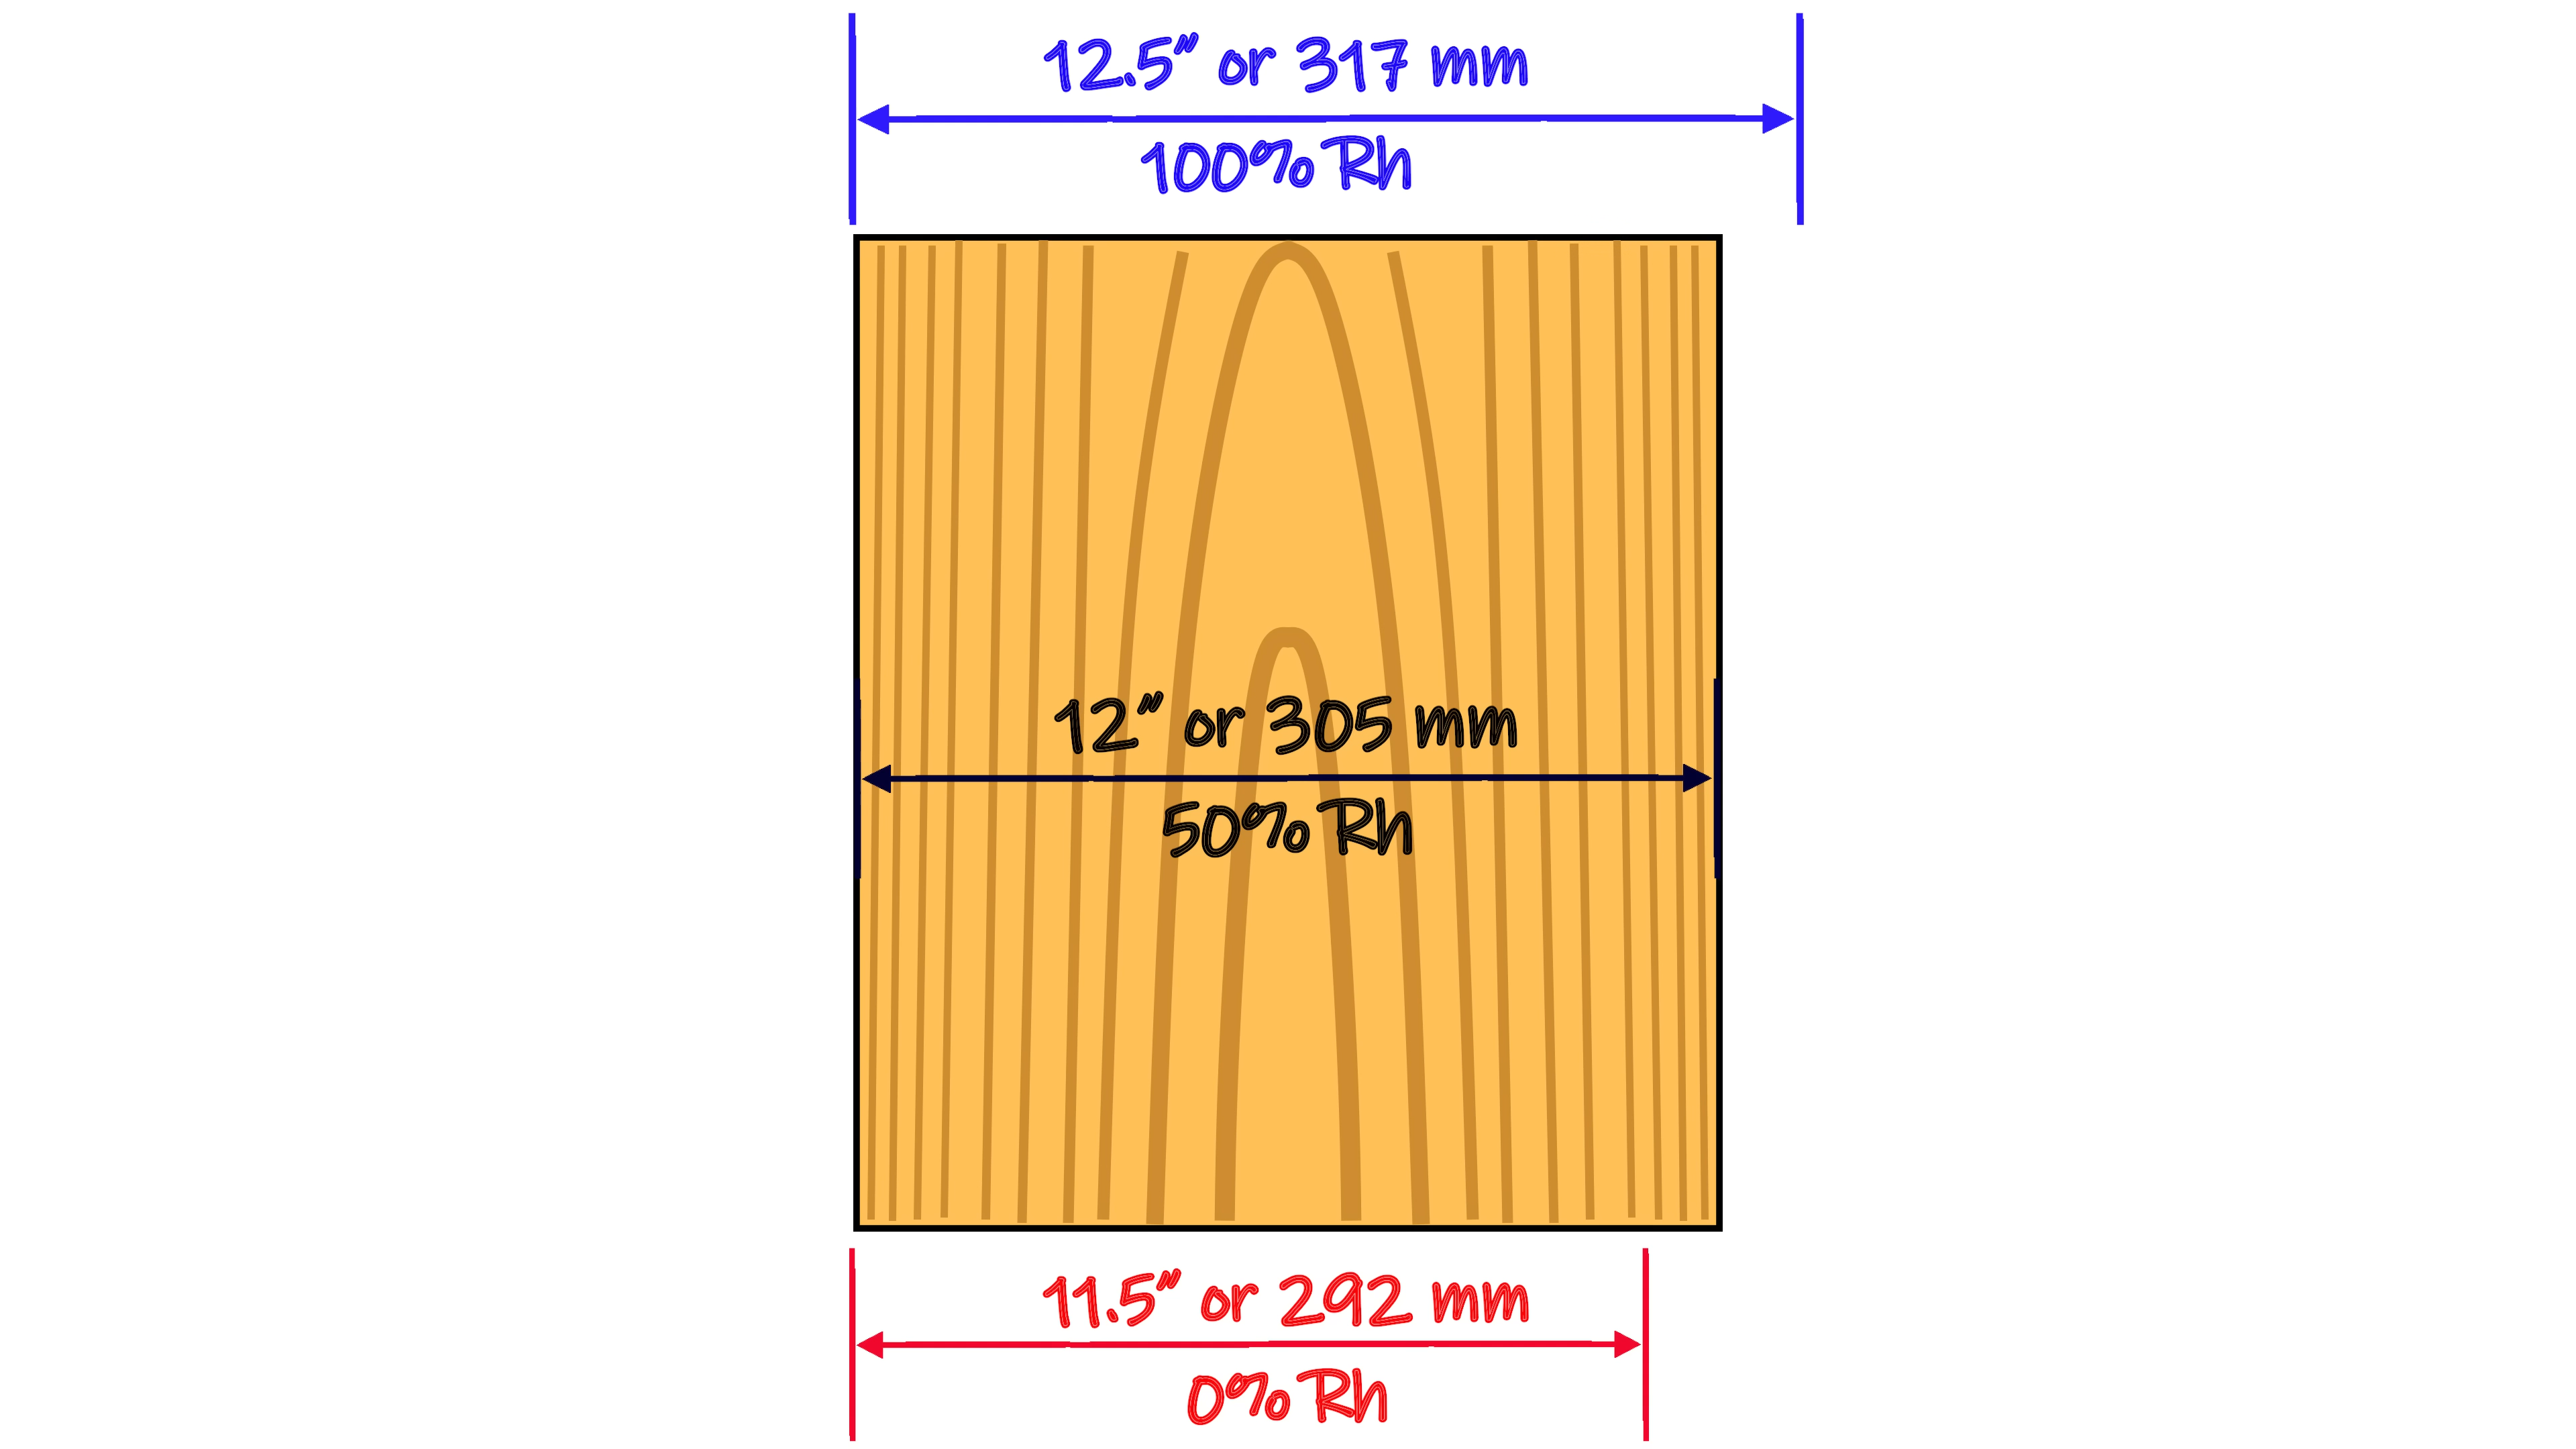 12.5” or 317 mm
100% Rh
12” or 305 mm
50% Rh
11.5” or 292 mm
0% Rh